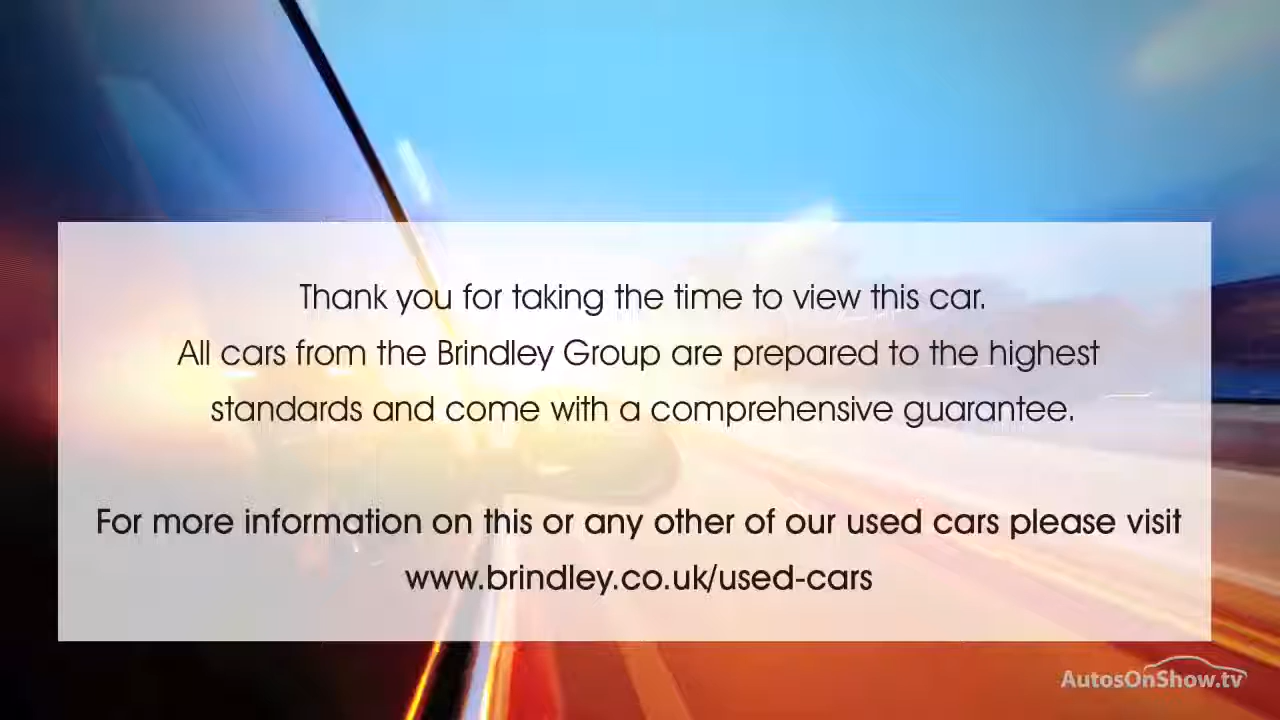 Thank you for taking the time to view this car.
All cars from the Brindley Group are prepared to the highest
standards and come with a comprehensive guarantee.
For more information on this or any other of our used cars please visit
www.brindley.co.uk/used-cars
AutosOnShow.tv